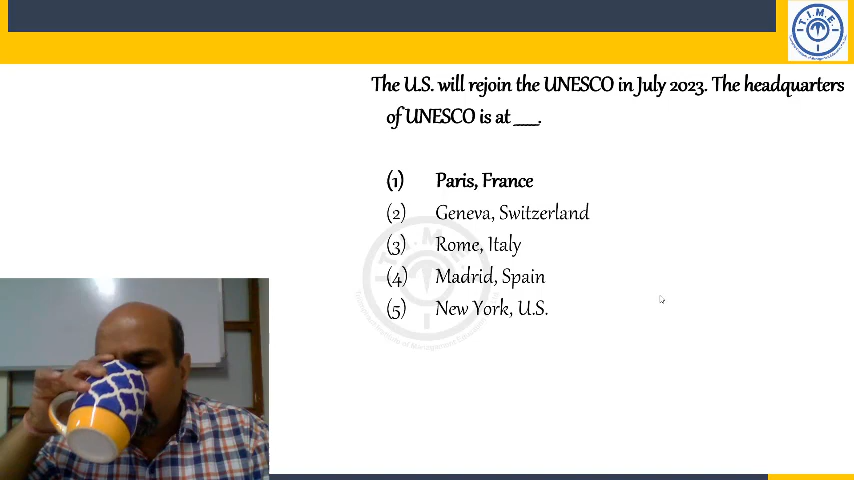 T.I.M.E.
The U.S. will rejoin the UNESCO in July 2023. The headquarters
of UNESCO is at ___.
(1) Paris, France
(2) Geneva, Switzerland
(3) Rome, Italy
(4) Madrid, Spain
(5) New York, U.S.